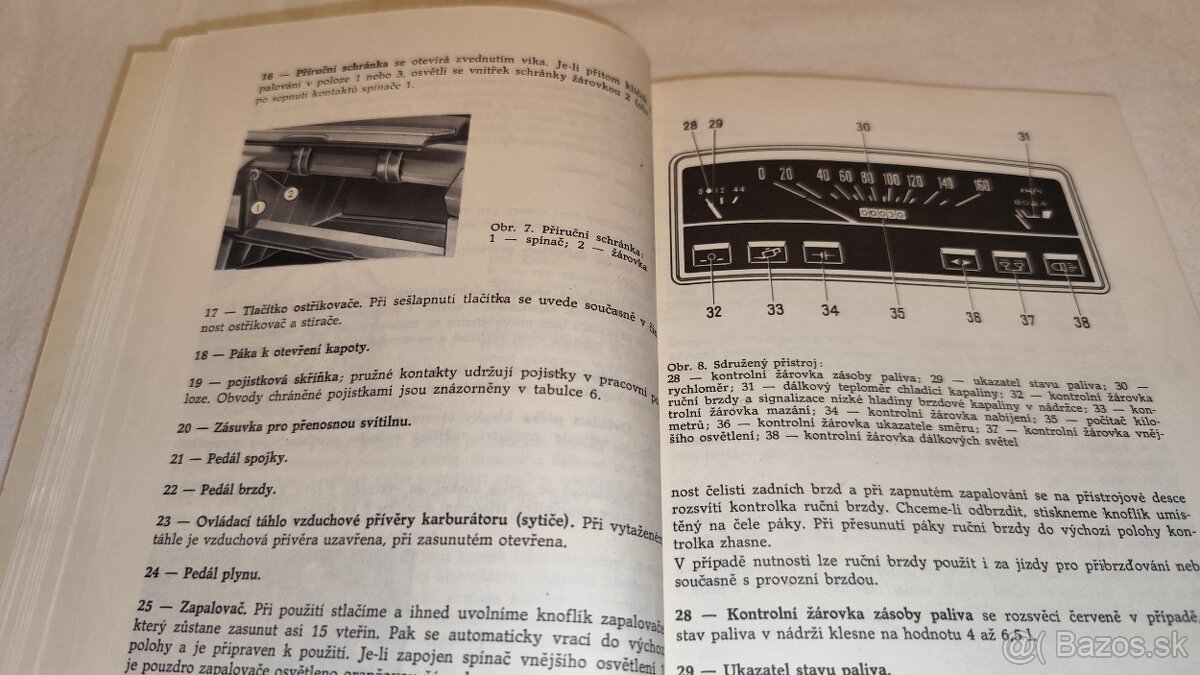 16 — Příruční schránka se otevírá zvednutím víka. Je-li přitom klíček
palování v poloze 1 nebo 3, osvětlí se vnitřek schránky žárovkou 2 (obr.
po sepnutí kontaktů spínače 1.
1
2
Obr. 7. Příruční schránka:
1 — spínač; 2 — žárovka
17 — Tlačítko ostřikovače. Při sešlápnutí tlačítka se uvede současně v čin
nost ostřikovač a stírače.
18 — Páka k otevření kapoty.
19 — pojistková skříňka; pružné kontakty udržují pojistky v pracovní po
loze. Obvody chráněné pojistkami jsou znázorněny v tabulce 6.
20 — Zásuvka pro přenosnou svítilnu.
21 — Pedál spojky.
22 — Pedál brzdy.
23 — Ovládací táhlo vzduchové přívěry karburátoru (sytiče). Při vytaženém
táhle je vzduchová přívěra uzavřena, při zasunutém otevřena.
24 — Pedál plynu.
25 — Zapalovač. Při použití stlačíme a ihned uvolníme knoflík zapalovače
který zůstane zasunut asi 15 vteřin. Pak se automaticky vrací do výchozí
polohy a je připraven k použití. Je-li zapojen spínač vnějšího osvětlení
je pouzdro zapalovače osvětleno
28 29 30 31
0 20 40 60 80 100 120 140 160
00030
32 33 34 35 36 37 38
Obr. 8. Sdružený přístroj:
28 — kontrolní žárovka zásoby paliva; 29 — ukazatel stavu paliva; 30 —
rychloměr; 31 — dálkový teploměr chladicí kapaliny; 32 — kontrolní žárovka
ruční brzdy a signalizace nízké hladiny brzdové kapaliny v nádržce; 33 — kon-
trolní žárovka mazání; 34 — kontrolní žárovka nabíjení; 35 — počítač kilo-
metrů; 36 — kontrolní žárovka ukazatele směru; 37 — kontrolní žárovka vněj-
šího osvětlení; 38 — kontrolní žárovka dálkových světel
nost čelistí zadních brzd a při zapnutém zapalování se na přístrojové desce
rozsvítí kontrolka ruční brzdy. Chceme-li odbrzdit, stiskneme knoflík umís-
těný na čele páky. Při přesunutí páky ruční brzdy do výchozí polohy kon-
trolka zhasne.
V případě nutnosti lze ruční brzdy použít i za jízdy pro přibrzďování neb
současně s provozní brzdou.
28 — Kontrolní žárovka zásoby paliva se rozsvěcí červeně v případě,
stav paliva v nádrži klesne na hodnotu 4 až 6,5 l.
29 — Ukazatel stavu paliva.
Bazos.sk